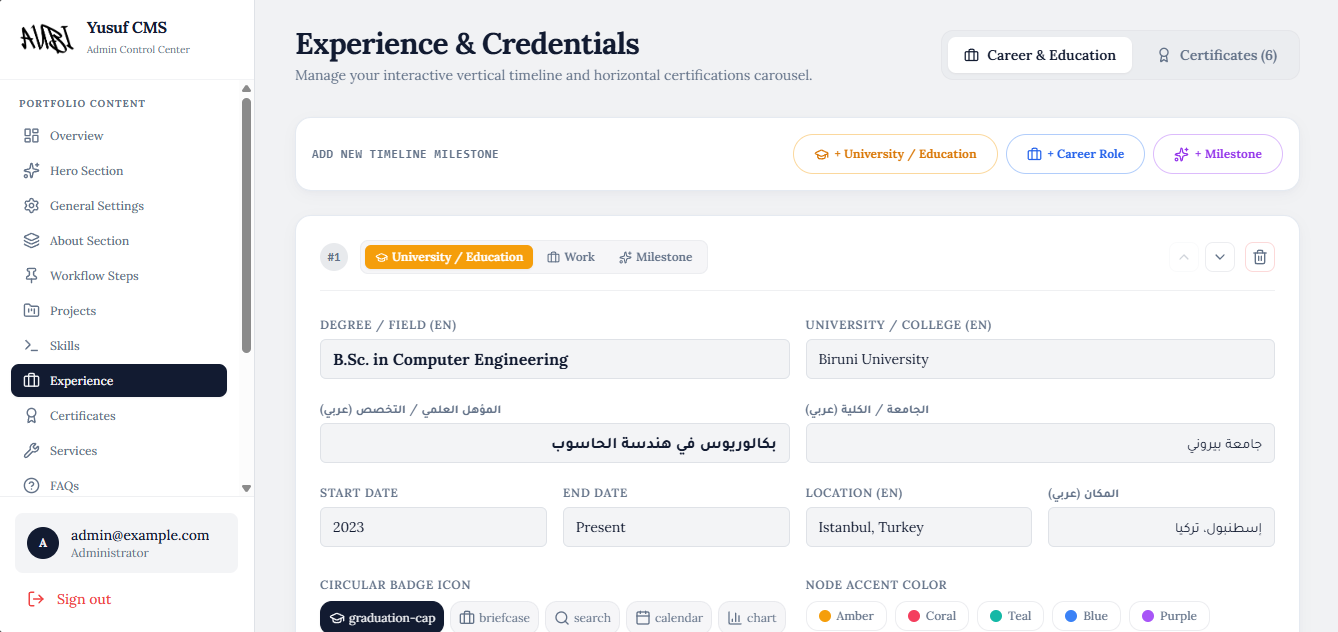 AURI
Yusuf CMS
Admin Control Center
PORTFOLIO CONTENT
Overview
Hero Section
General Settings
About Section
Workflow Steps
Projects
Skills
Experience
Certificates
Services
FAQs
A
admin@example.com
Administrator
Sign out
Experience & Credentials
Manage your interactive vertical timeline and horizontal certifications carousel.
Career & Education
Certificates (6)
ADD NEW TIMELINE MILESTONE
+ University / Education
+ Career Role
+ Milestone
#1
University / Education
Work
Milestone
DEGREE / FIELD (EN)
UNIVERSITY / COLLEGE (EN)
B.Sc. in Computer Engineering
Biruni University
المؤهل العلمي / التخصص (عربي)
الجامعة / الكلية (عربي)
بكالوريوس في هندسة الحاسوب
جامعة بيروني
START DATE
END DATE
LOCATION (EN)
المكان (عربي)
2023
Present
Istanbul, Turkey
إسطنبول، تركيا
CIRCULAR BADGE ICON
NODE ACCENT COLOR
graduation-cap
briefcase
search
calendar
chart
Amber
Coral
Teal
Blue
Purple